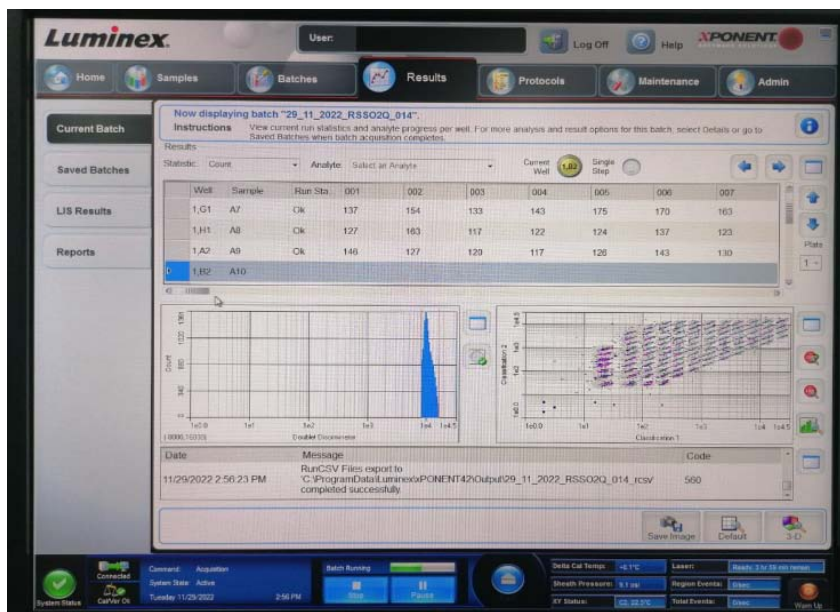 Luminex
User:
Log Off
Help
XPONENT
Home
Samples
Batches
Results
Protocols
Maintenance
Admin
Current Batch
Saved Batches
LIS Results
Reports
Now displaying batch "29_11_2022_RSSO2Q_014".
Instructions View current run statistics and analyte progress per well. For more analysis and result options for this batch, select Details or go to
Saved Batches when batch acquisition completes.
Results
Statistic: Count
Analyte: Select an Analyte
Current Well
Single Step
Well Sample Run Sta. 001 002 003 004 005 006 007
1,G1 A7 Ok 137 154 133 143 175 170 163
1,H1 A8 Ok 127 163 117 122 124 137 123
1,A2 A9 Ok 146 127 129 117 126 143 130
1,B2 A10
Plate
1
Count
Doublet Discriminator
Classification 2
Classification 1
Date Message Code
RunCSV Files export to
11/29/2022 2:56:23 PM 'C:\ProgramData\Luminex\xPONENT42\Output\29_11_2022_RSSO2Q_014_rcsv' 560
completed successfully.
Save Image
Default
3-D
System Status
Connected
Cal/Ver Ok
Command: Acquisition
System State: Active
Tuesday 11/29/2022 2:56 PM
Batch Running
Stop
Pause
Delta Cal Temp:
Sheath Pressure:
XY Status:
Laser:
Region Events:
Total Events:
Warm Up